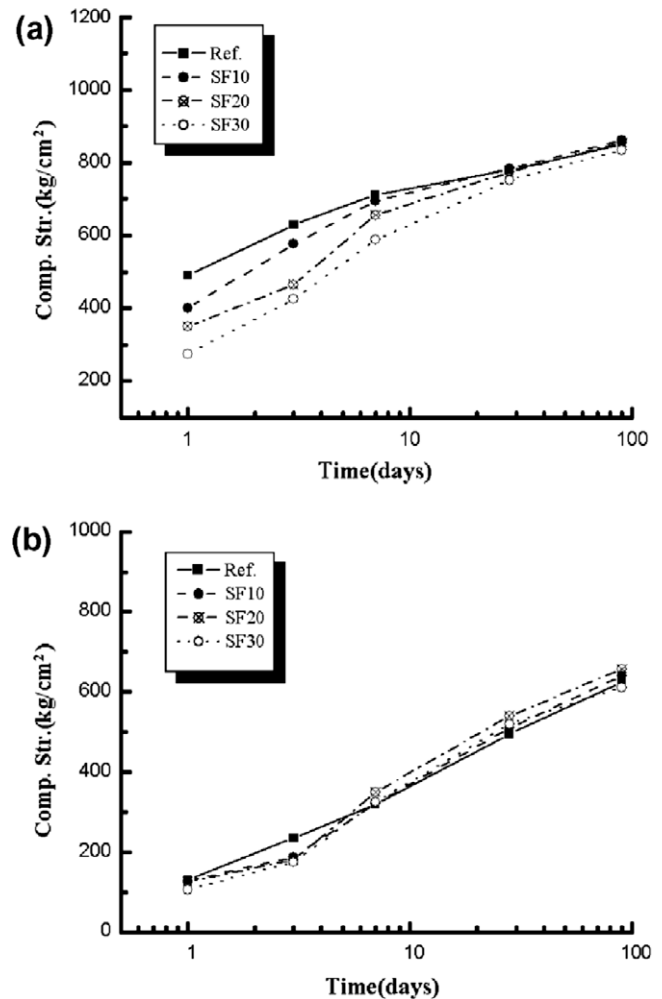 (a)
1200
1000
800
600
400
200
Comp. Str.(kg/cm²)
Ref.
SF10
SF20
SF30
1
10
100
Time(days)
(b)
1000
800
600
400
200
0
Comp. Str.(kg/cm²)
Ref.
SF10
SF20
SF30
1
10
100
Time(days)